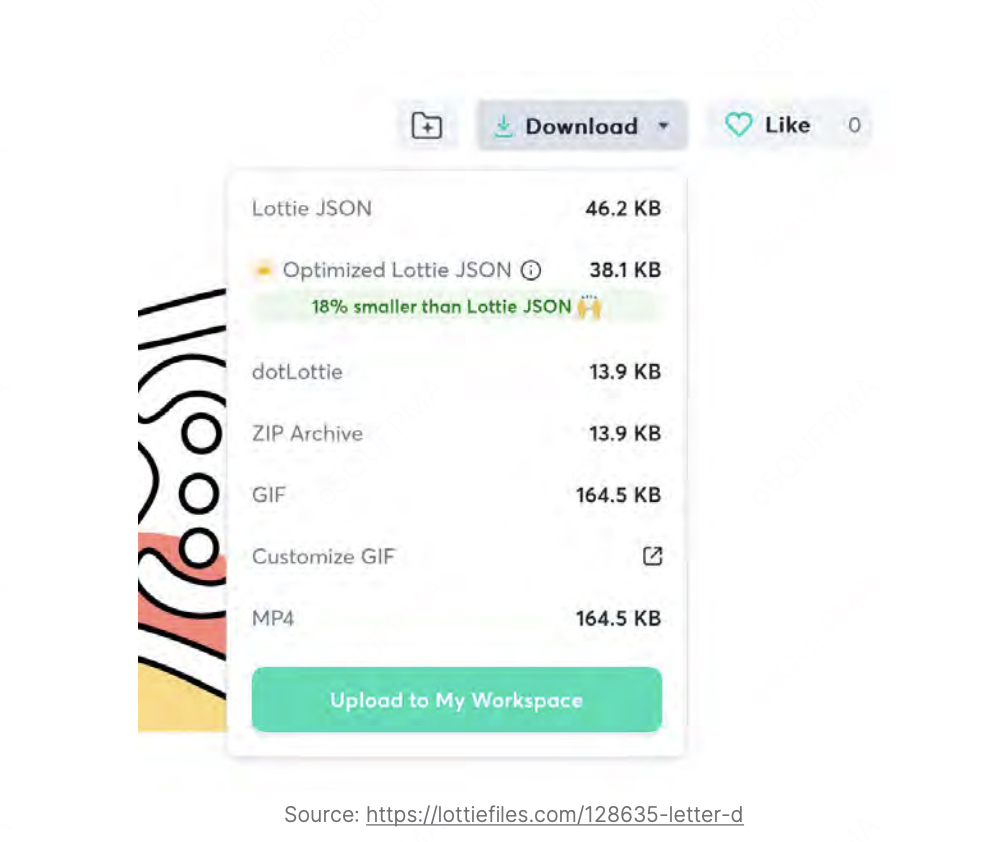 Download
Like 0
Lottie JSON 46.2 KB
Optimized Lottie JSON 38.1 KB
18% smaller than Lottie JSON 🙌
dotLottie 13.9 KB
ZIP Archive 13.9 KB
GIF 164.5 KB
Customize GIF
MP4 164.5 KB
Upload to My Workspace
Source: https://lottiefiles.com/128635-letter-d